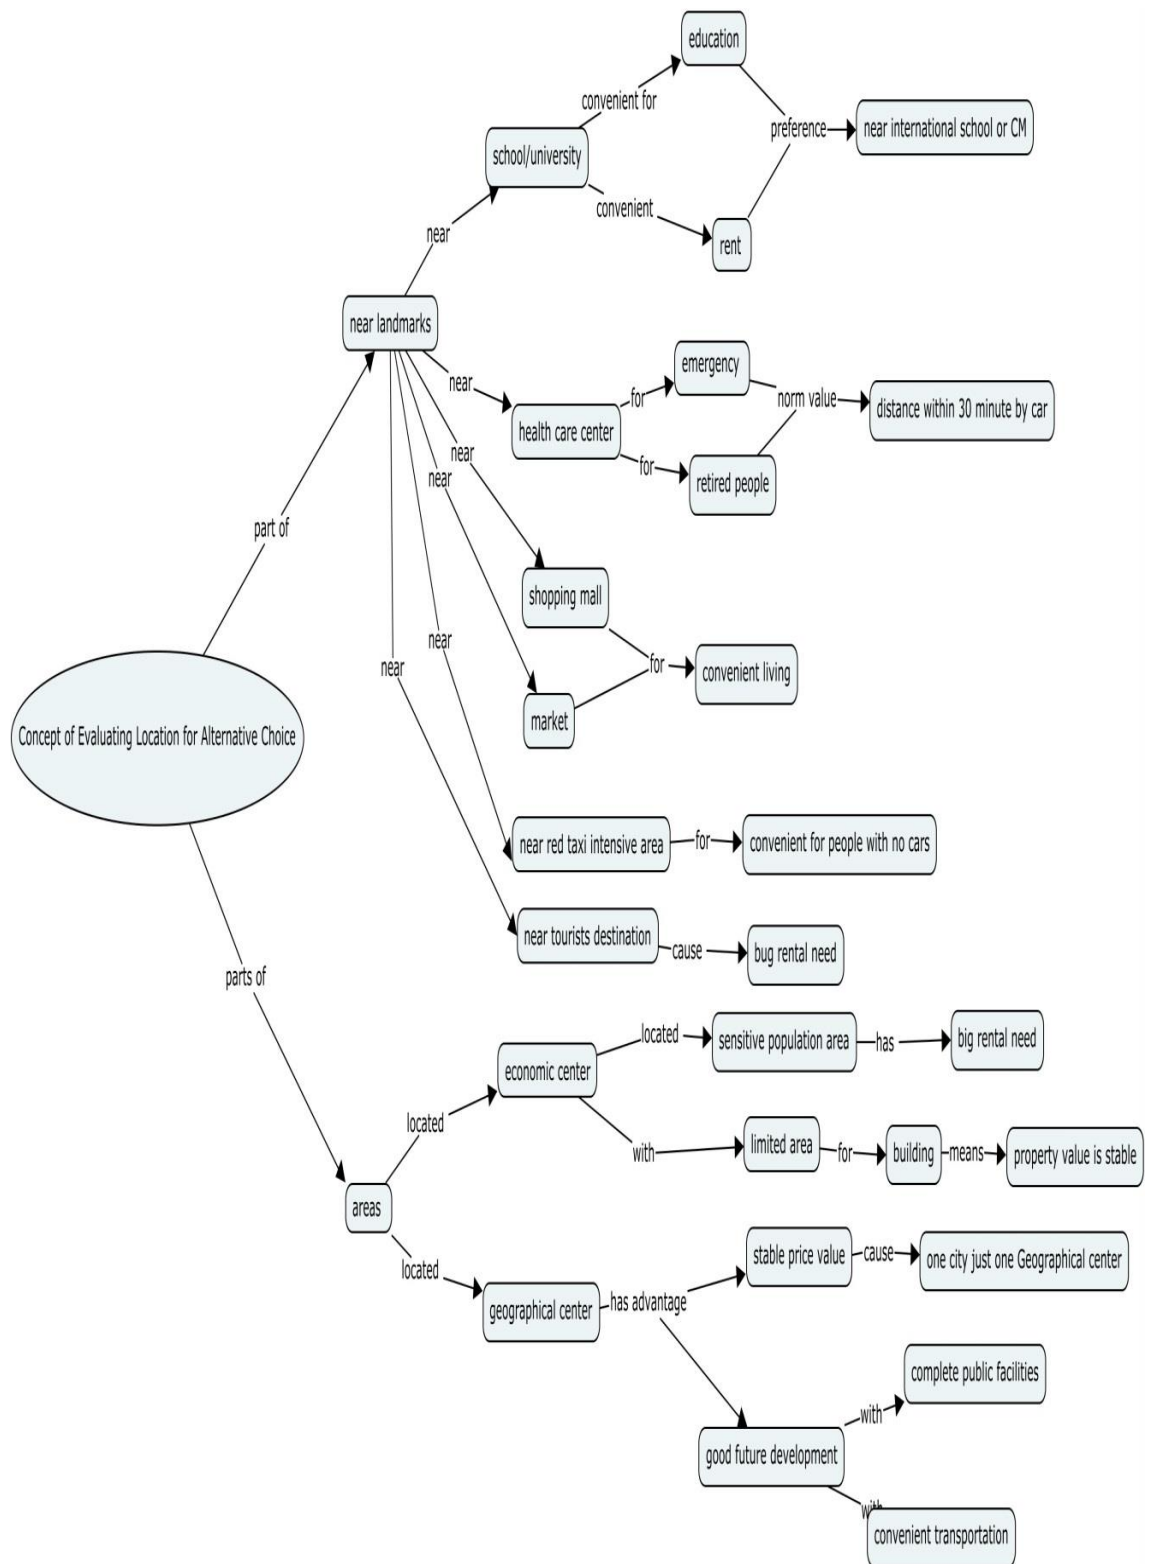 education
convenient for
preference
near international school or CM
school/university
convenient
near
rent
near landmarks
near
emergency
for
norm value
distance within 30 minute by car
health care center
near
for
near
retired people
part of
shopping mall
near
for
near
convenient living
market
Concept of Evaluating Location for Alternative Choice
near red taxi intensive area
for
convenient for people with no cars
near tourists destination
cause
bug rental need
parts of
located
sensitive population area
has
big rental need
economic center
located
with
limited area
for
building
means
property value is stable
areas
located
stable price value
cause
one city just one Geographical center
geographical center
has advantage
complete public facilities
with
good future development
with
convenient transportation